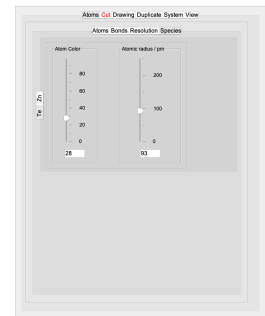 Atoms Cut Drawing Duplicate System View
Atoms Bonds Resolution Species
Te Zn
Atom Color
80
60
40
20
0
28
Atomic radius / pm
200
100
0
93